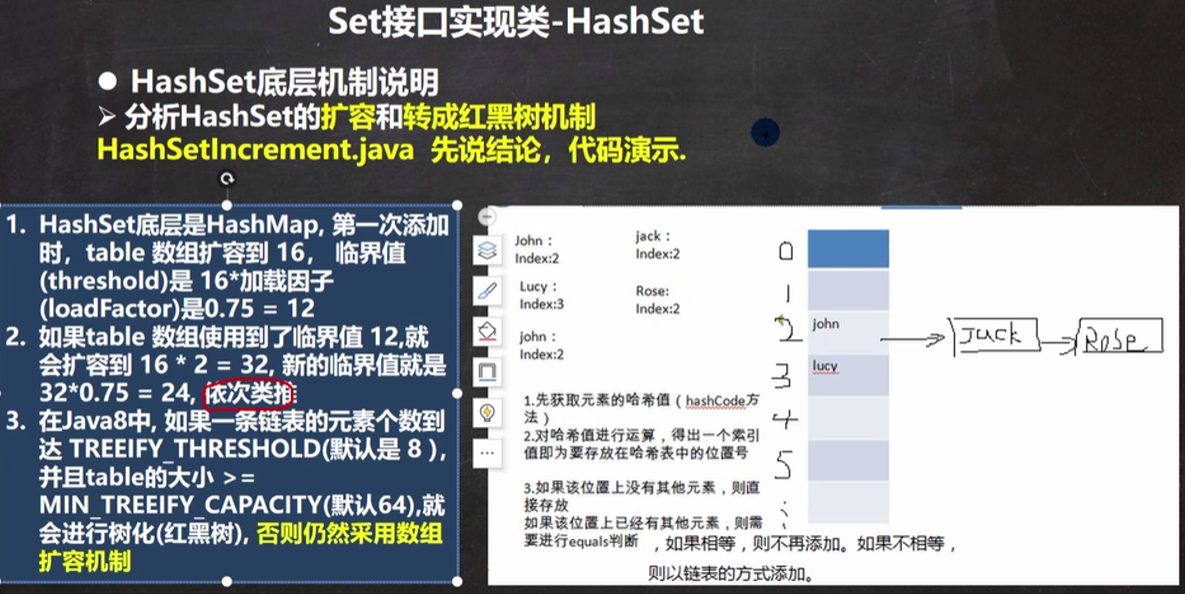 Set接口实现类-HashSet
● HashSet底层机制说明
➢ 分析HashSet的扩容和转成红黑树机制
HashSetIncrement.java 先说结论，代码演示.
1. HashSet底层是HashMap, 第一次添加
时，table 数组扩容到 16， 临界值
(threshold)是 16*加载因子
(loadFactor)是0.75 = 12
2. 如果table 数组使用到了临界值 12,就
会扩容到 16 * 2 = 32, 新的临界值就是
32*0.75 = 24, 依次类推
3. 在Java8中, 如果一条链表的元素个数到
达 TREEIFY_THRESHOLD(默认是 8 ),
并且table的大小 >=
MIN_TREEIFY_CAPACITY(默认64),就
会进行树化(红黑树), 否则仍然采用数组
扩容机制
John：
Index:2
jack：
Index:2
Lucy：
Index:3
Rose:
Index:2
john：
Index:2
1.先获取元素的哈希值（hashCode方
法）
2.对哈希值进行运算，得出一个索引
值即为要存放在哈希表中的位置号
3.如果该位置上没有其他元素，则直
接存放
如果该位置上已经有其他元素，则需
要进行equals判断 ，如果相等，则不再添加。如果不相等，
则以链表的方式添加。
0
1
2
john
Jack
Rose
3
lucy
4
5